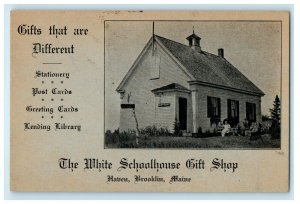 Gifts that are
Different
Stationery
Post Cards
Greeting Cards
Lending Library
The White Schoolhouse Gift Shop
Haven, Brooklin, Maine